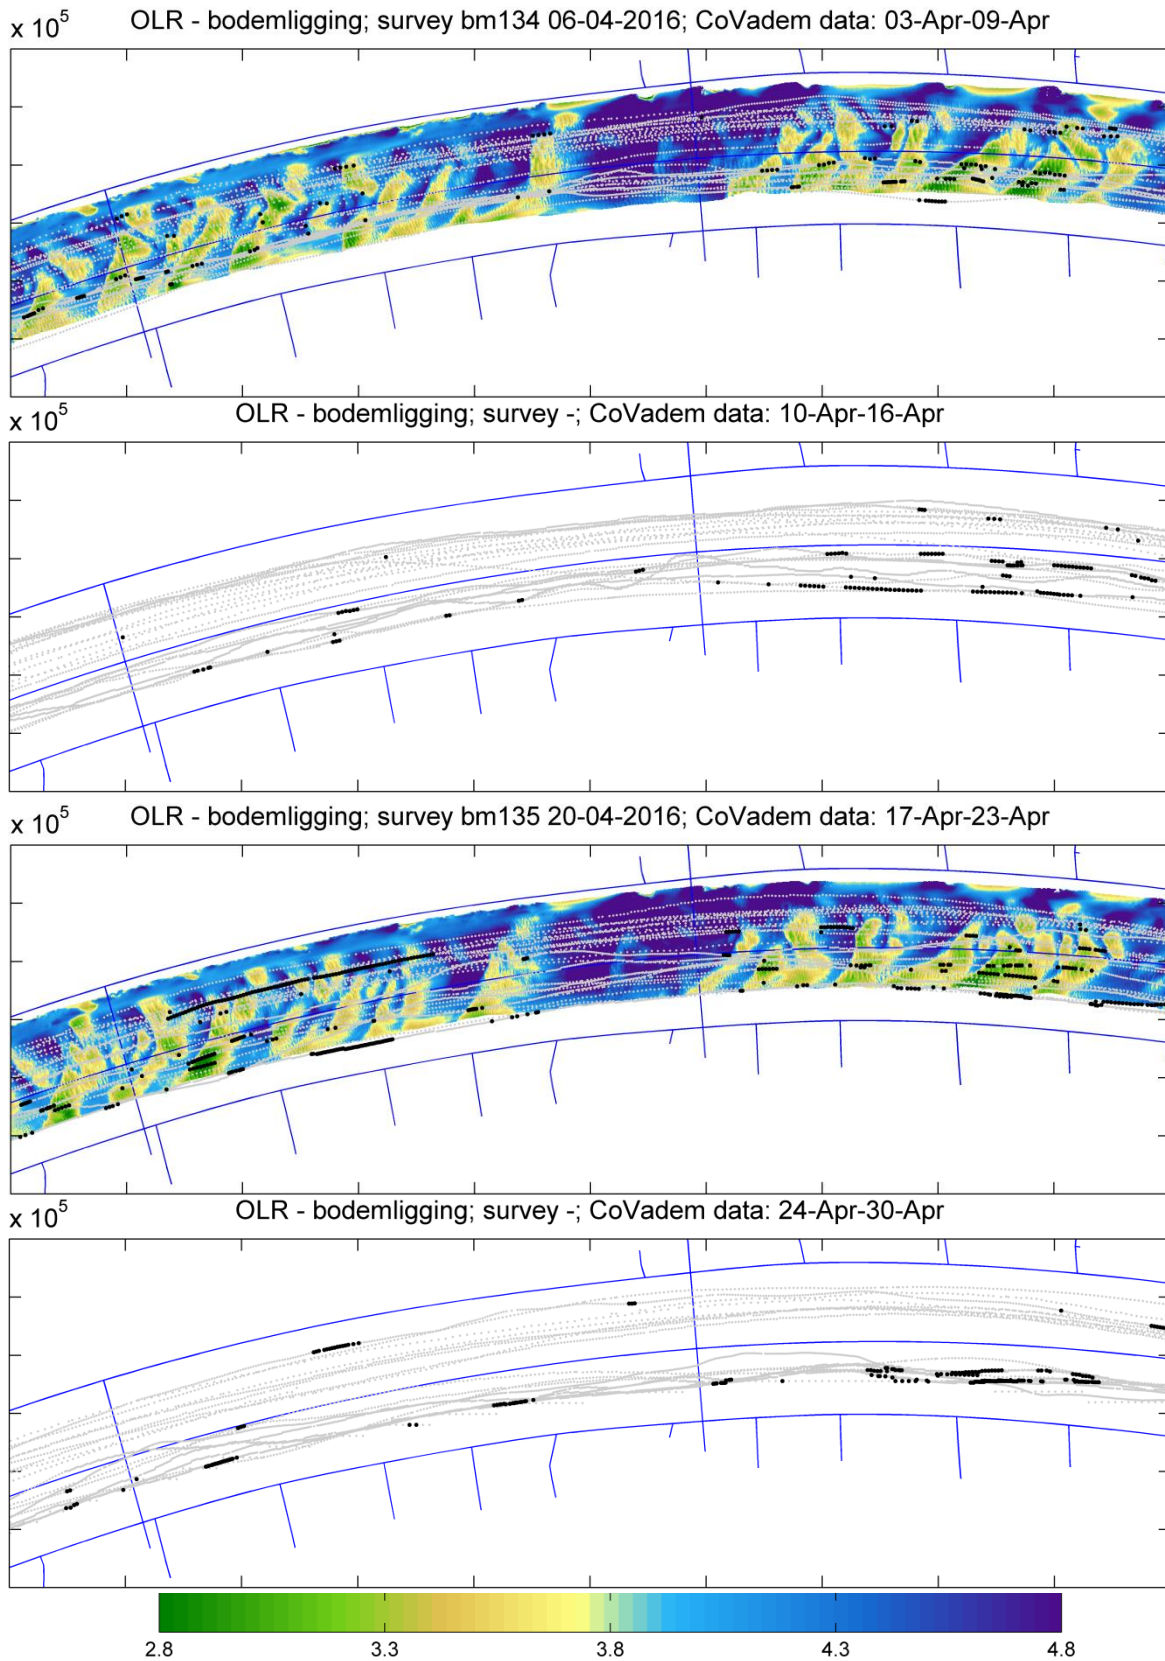 x 10^5
OLR - bodemligging; survey bm134 06-04-2016; CoVadem data: 03-Apr-09-Apr
x 10^5
OLR - bodemligging; survey -; CoVadem data: 10-Apr-16-Apr
x 10^5
OLR - bodemligging; survey bm135 20-04-2016; CoVadem data: 17-Apr-23-Apr
x 10^5
OLR - bodemligging; survey -; CoVadem data: 24-Apr-30-Apr
2.8 3.3 3.8 4.3 4.8